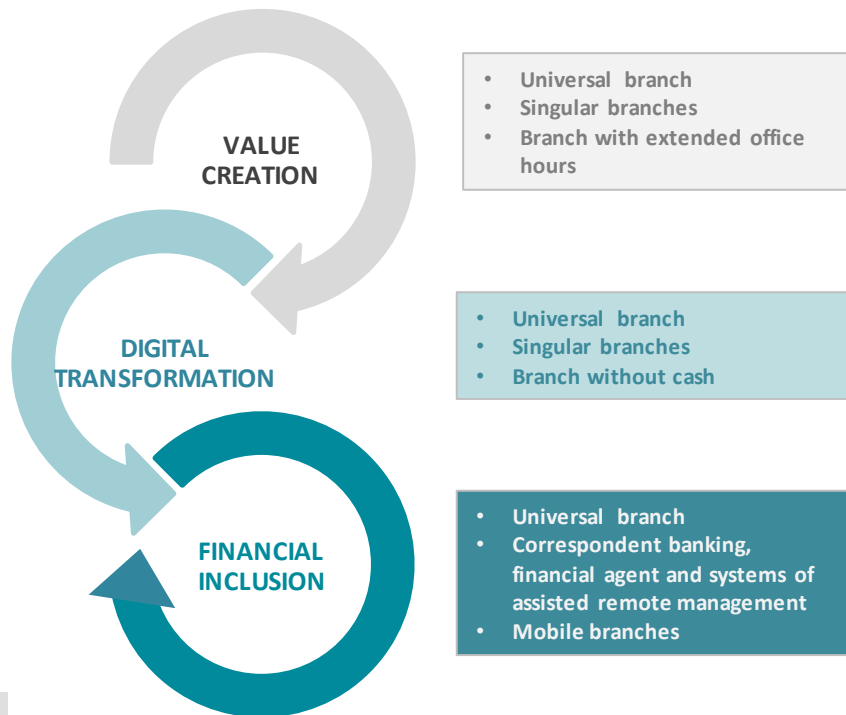 VALUE
CREATION
• Universal branch
• Singular branches
• Branch with extended office
hours
DIGITAL
TRANSFORMATION
• Universal branch
• Singular branches
• Branch without cash
FINANCIAL
INCLUSION
• Universal branch
• Correspondent banking,
financial agent and systems of
assisted remote management
• Mobile branches